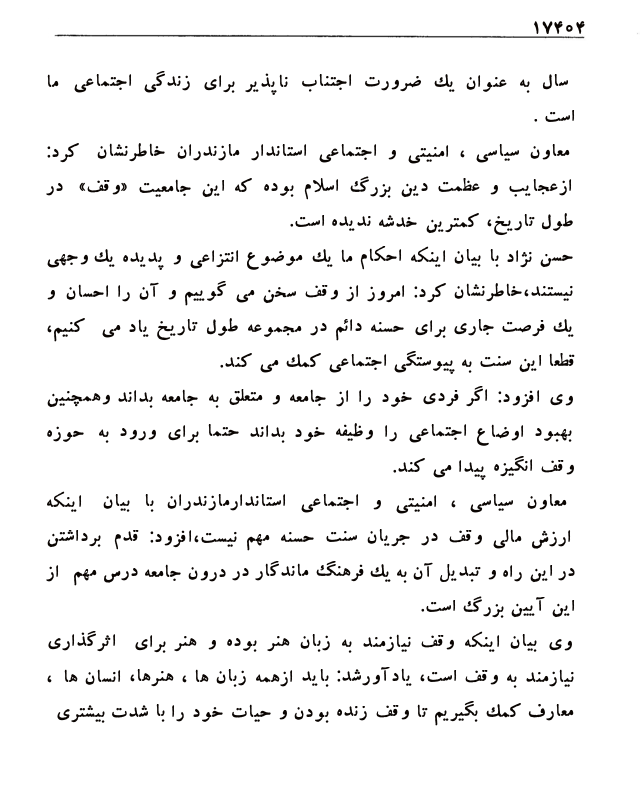 ۱۷۴۰۴
سال به عنوان یك ضرورت اجتناب ناپذیر برای زندگی اجتماعی ما
است .
معاون سیاسی ، امنیتی و اجتماعی استاندار مازندران خاطرنشان کرد:
ازعجایب و عظمت دین بزرگ اسلام بوده که این جامعیت «وقف» در
طول تاریخ، کمترین خدشه ندیده است.
حسن نژاد با بیان اینکه احکام ما یك موضوع انتزاعی و پدیده یك وجهی
نیستند،خاطرنشان کرد: امروز از وقف سخن می گوییم و آن را احسان و
یك فرصت جاری برای حسنه دائم در مجموعه طول تاریخ یاد می کنیم،
قطعا این سنت به پیوستگی اجتماعی کمك می کند.
وی افزود: اگر فردی خود را از جامعه و متعلق به جامعه بداند وهمچنین
بهبود اوضاع اجتماعی را وظیفه خود بداند حتما برای ورود به حوزه
وقف انگیزه پیدا می کند.
معاون سیاسی ، امنیتی و اجتماعی استاندارمازندران با بیان اینکه
ارزش مالی وقف در جریان سنت حسنه مهم نیست،افزود: قدم برداشتن
در این راه و تبدیل آن به یك فرهنگ ماندگار در درون جامعه درس مهم از
این آیین بزرگ است.
وی بیان اینکه وقف نیازمند به زبان هنر بوده و هنر برای اثرگذاری
نیازمند به وقف است، یادآورشد: باید ازهمه زبان ها ، هنرها، انسان ها ،
معارف کمك بگیریم تا وقف زنده بودن و حیات خود را با شدت بیشتری